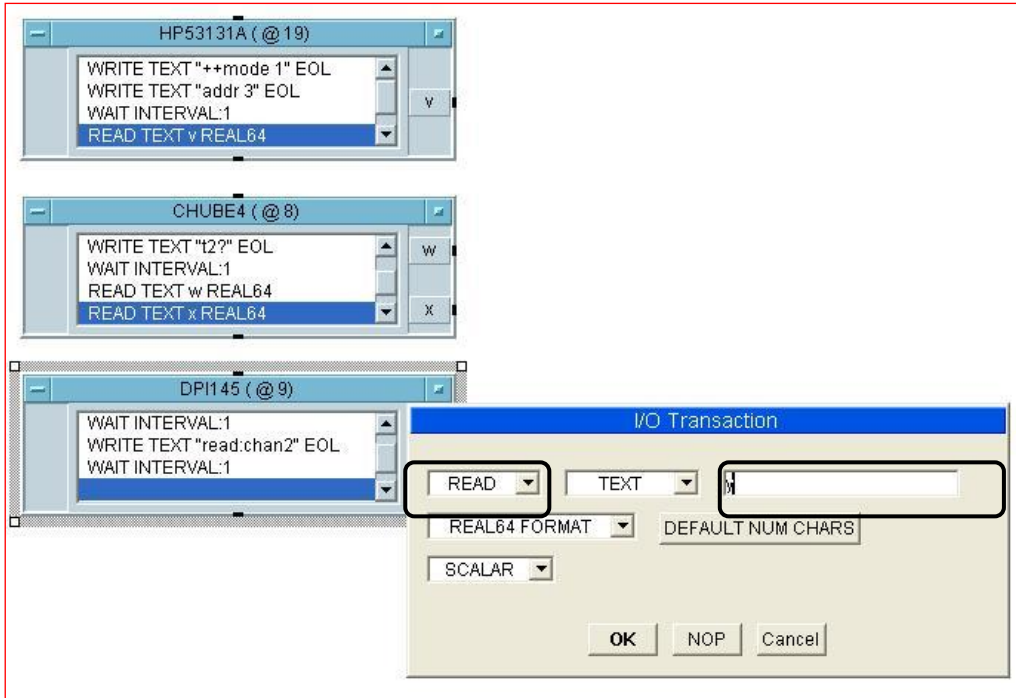 HP53131A ( @ 19)
WRITE TEXT "++mode 1" EOL
WRITE TEXT "addr 3" EOL
WAIT INTERVAL:1
READ TEXT v REAL64
V
CHUBE4 ( @ 8)
WRITE TEXT "t2?" EOL
WAIT INTERVAL:1
READ TEXT w REAL64
READ TEXT x REAL64
W
X
DPI145 ( @ 9)
WAIT INTERVAL:1
WRITE TEXT "read:chan2" EOL
WAIT INTERVAL:1
I/O Transaction
READ TEXT y
REAL64 FORMAT DEFAULT NUM CHARS
SCALAR
OK NOP Cancel